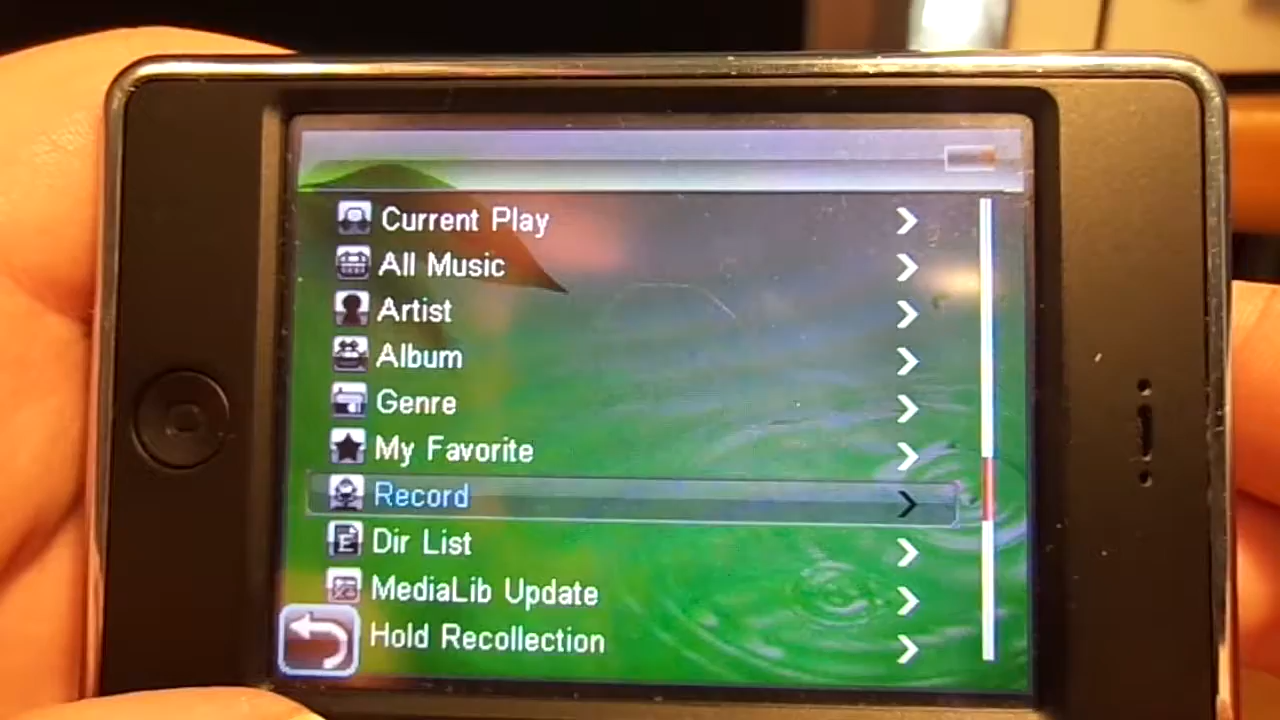 Current Play
All Music
Artist
Album
Genre
My Favorite
Record
Dir List
MediaLib Update
Hold Recollection